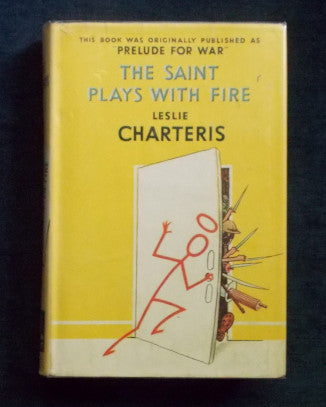 THIS BOOK WAS ORIGINALLY PUBLISHED AS
"PRELUDE FOR WAR"
THE SAINT
PLAYS WITH FIRE
LESLIE
CHARTERIS